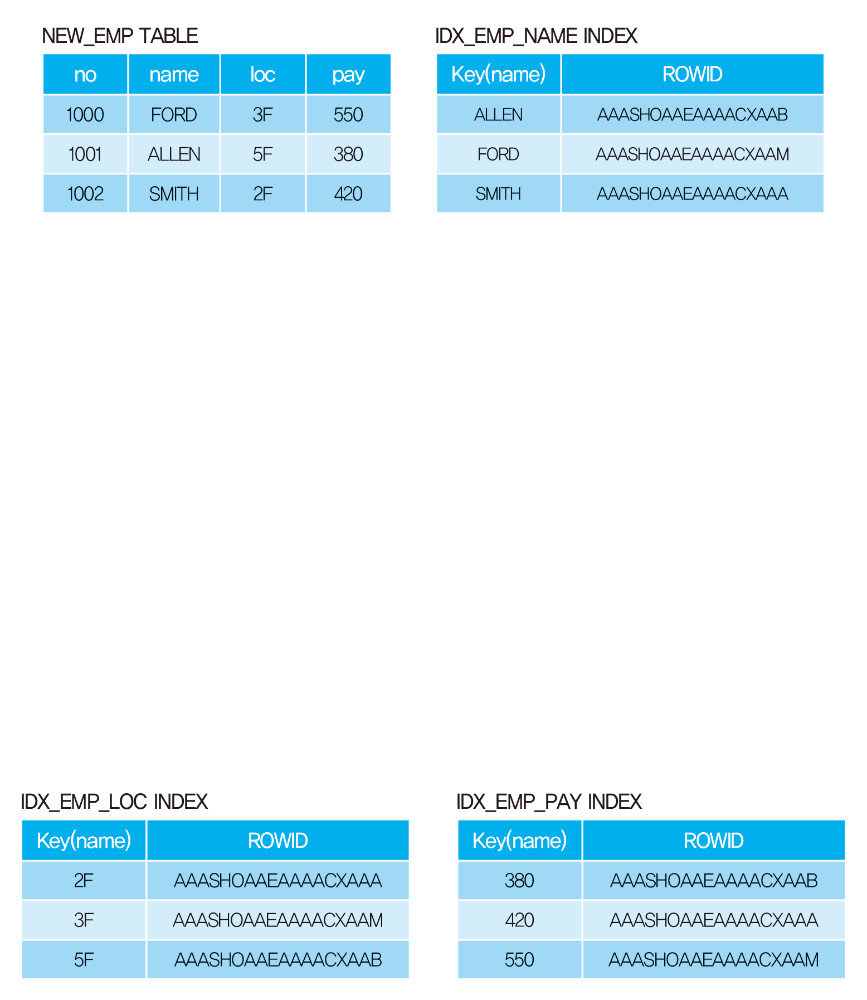 NEW_EMP TABLE
no name loc pay
1000 FORD 3F 550
1001 ALLEN 5F 380
1002 SMITH 2F 420
IDX_EMP_NAME INDEX
Key(name) ROWID
ALLEN AAASHOAAEAAAACXAAB
FORD AAASHOAAEAAAACXAAM
SMITH AAASHOAAEAAAACXAAA
IDX_EMP_LOC INDEX
Key(name) ROWID
2F AAASHOAAEAAAACXAAA
3F AAASHOAAEAAAACXAAM
5F AAASHOAAEAAAACXAAB
IDX_EMP_PAY INDEX
Key(name) ROWID
380 AAASHOAAEAAAACXAAB
420 AAASHOAAEAAAACXAAA
550 AAASHOAAEAAAACXAAM